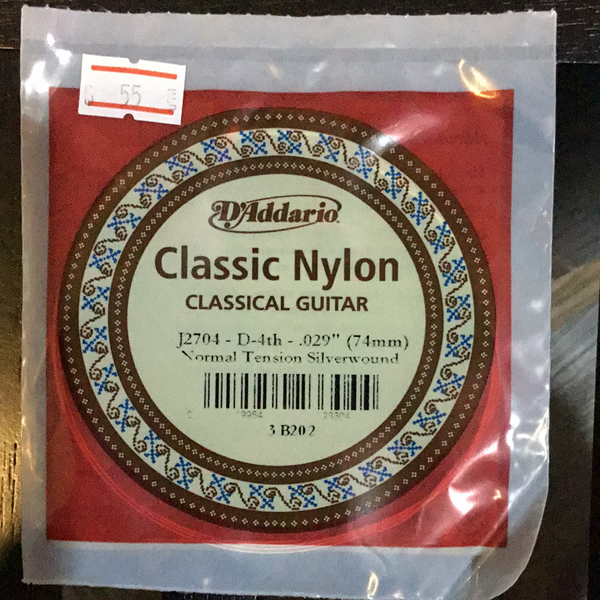 55
D'Addario
Classic Nylon
CLASSICAL GUITAR
J2704 - D-4th - .029" (74mm)
Normal Tension Silverwound
3 B202